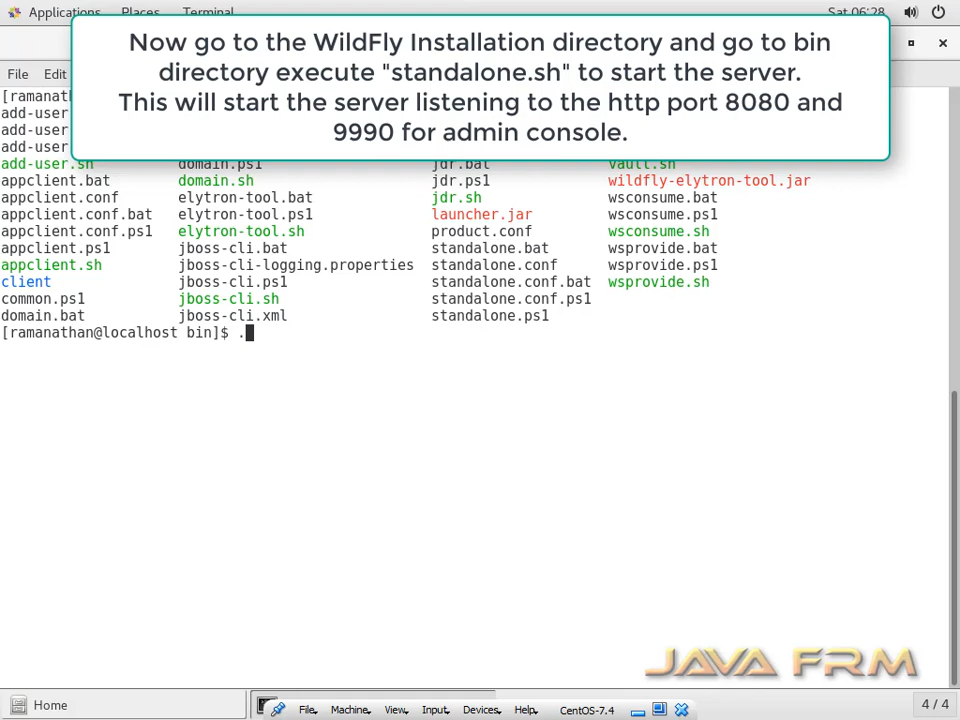 Applications Places Terminal Sat 06:28
Now go to the WildFly Installation directory and go to bin
directory execute "standalone.sh" to start the server.
This will start the server listening to the http port 8080 and
9990 for admin console.
File Edit
[ramanath
add-user
add-user
add-user
add-user.sh domain.ps1 jdr.bat vault.sh
appclient.bat domain.sh jdr.ps1 wildfly-elytron-tool.jar
appclient.conf elytron-tool.bat jdr.sh wsconsume.bat
appclient.conf.bat elytron-tool.ps1 launcher.jar wsconsume.ps1
appclient.conf.ps1 elytron-tool.sh product.conf wsconsume.sh
appclient.ps1 jboss-cli.bat standalone.bat wsprovide.bat
appclient.sh jboss-cli-logging.properties standalone.conf wsprovide.ps1
client jboss-cli.ps1 standalone.conf.bat wsprovide.sh
common.ps1 jboss-cli.sh standalone.conf.ps1
domain.bat jboss-cli.xml standalone.ps1
[ramanathan@localhost bin]$ .
JAVA FRM
Home 4 / 4
File Machine View Input Devices Help CentOS-7.4